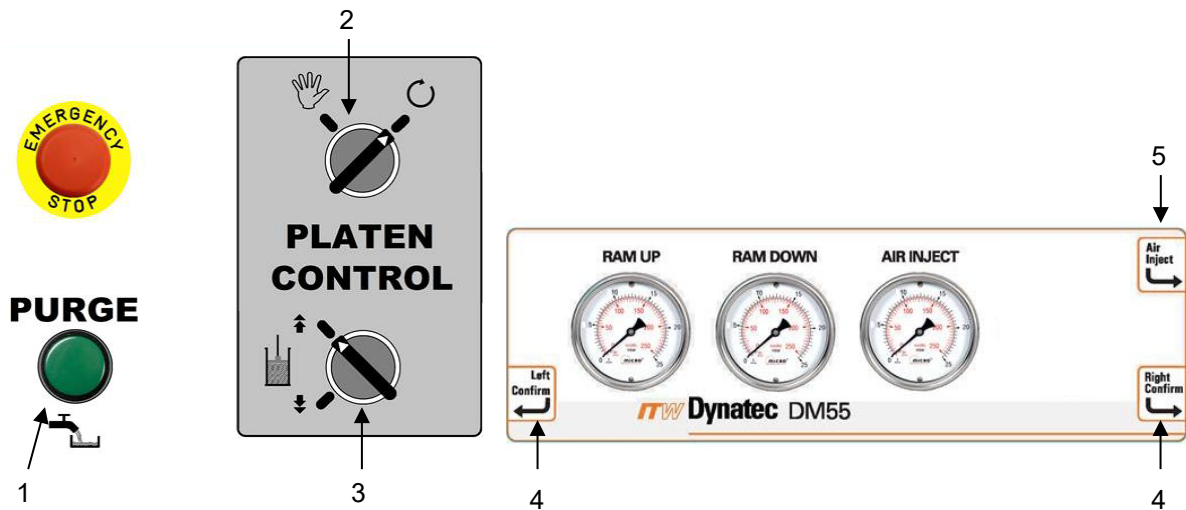 2
EMERGENCY
STOP
PURGE
1
PLATEN
CONTROL
3
5
RAM UP
RAM DOWN
AIR INJECT
Air
Inject
Left
Confirm
Right
Confirm
ITW Dynatec DM55
4
4